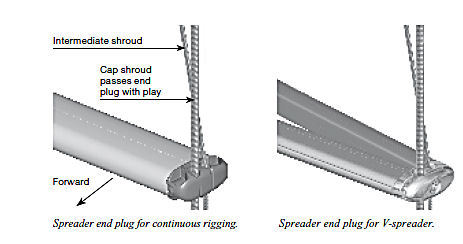 Intermediate shroud
Cap shroud
passes end
plug with play
Forward
Spreader end plug for continuous rigging.
Spreader end plug for V-spreader.